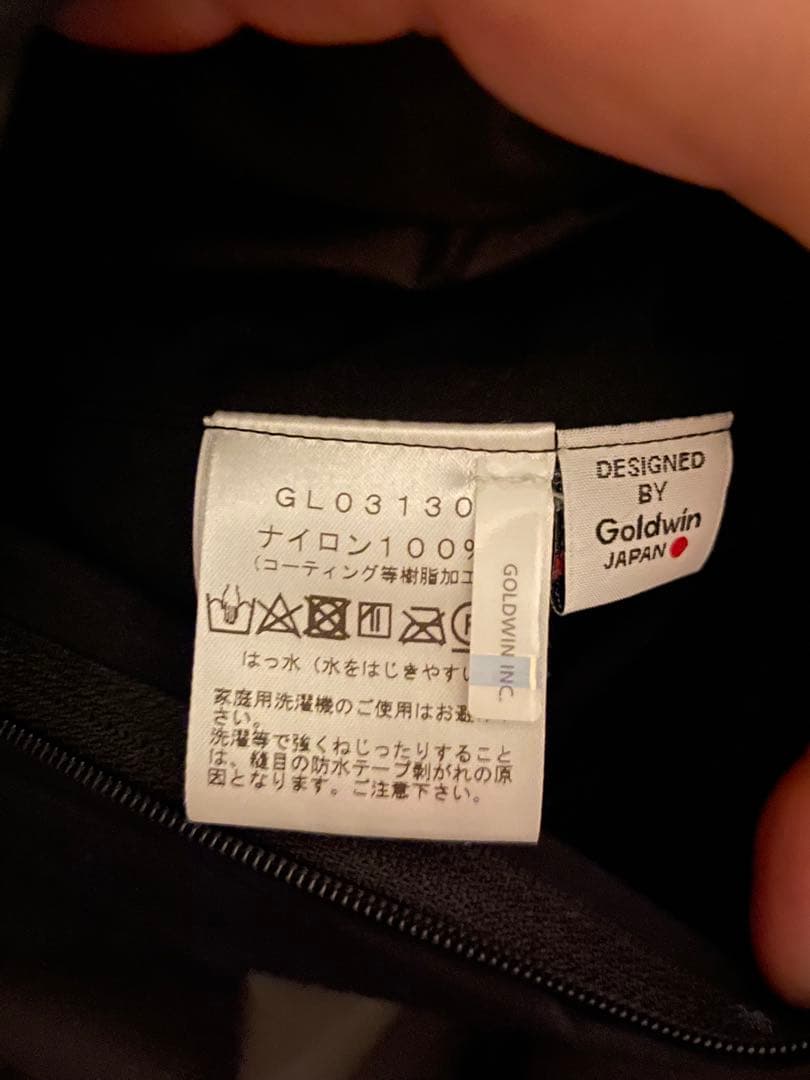 GL03130
ナイロン100%
(コーティング等樹脂加工
はっ水(水をはじきやすい
家庭用洗濯機のご使用はお避
さい。
洗濯等で強くねじったりすること
は、縫目の防水テープ剥がれの原
因となります。ご注意下さい。
GOLDWIN INC.
DESIGNED
BY
Goldwin
JAPAN